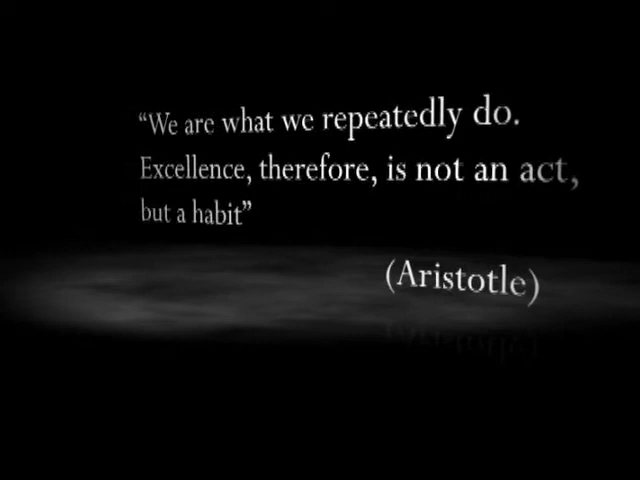 “We are what we repeatedly do.
Excellence, therefore, is not an act,
but a habit”
(Aristotle)